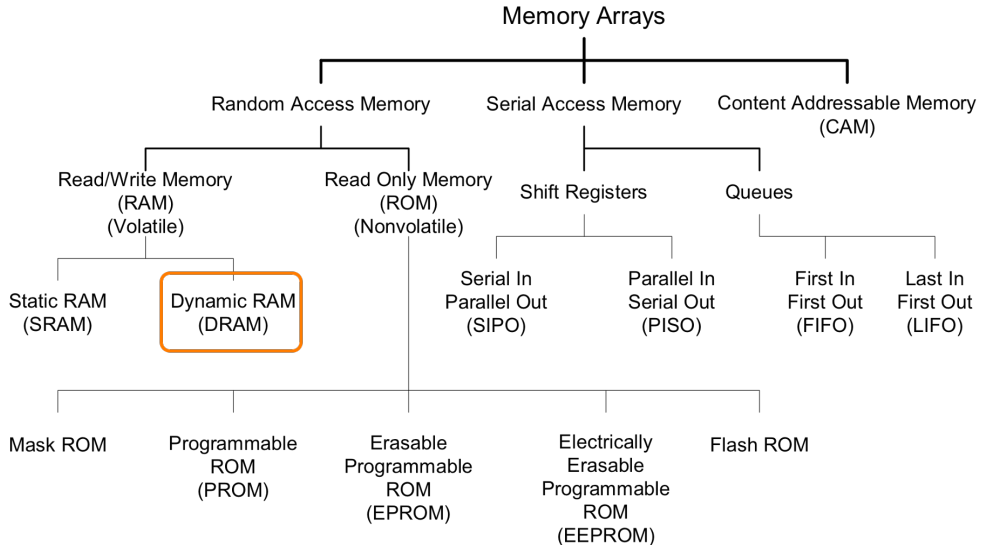 Memory Arrays
Random Access Memory
Serial Access Memory
Content Addressable Memory
(CAM)
Read/Write Memory
(RAM)
(Volatile)
Read Only Memory
(ROM)
(Nonvolatile)
Shift Registers
Queues
Static RAM
(SRAM)
Dynamic RAM
(DRAM)
Serial In
Parallel Out
(SIPO)
Parallel In
Serial Out
(PISO)
First In
First Out
(FIFO)
Last In
First Out
(LIFO)
Mask ROM
Programmable
ROM
(PROM)
Erasable
Programmable
ROM
(EPROM)
Electrically
Erasable
Programmable
ROM
(EEPROM)
Flash ROM